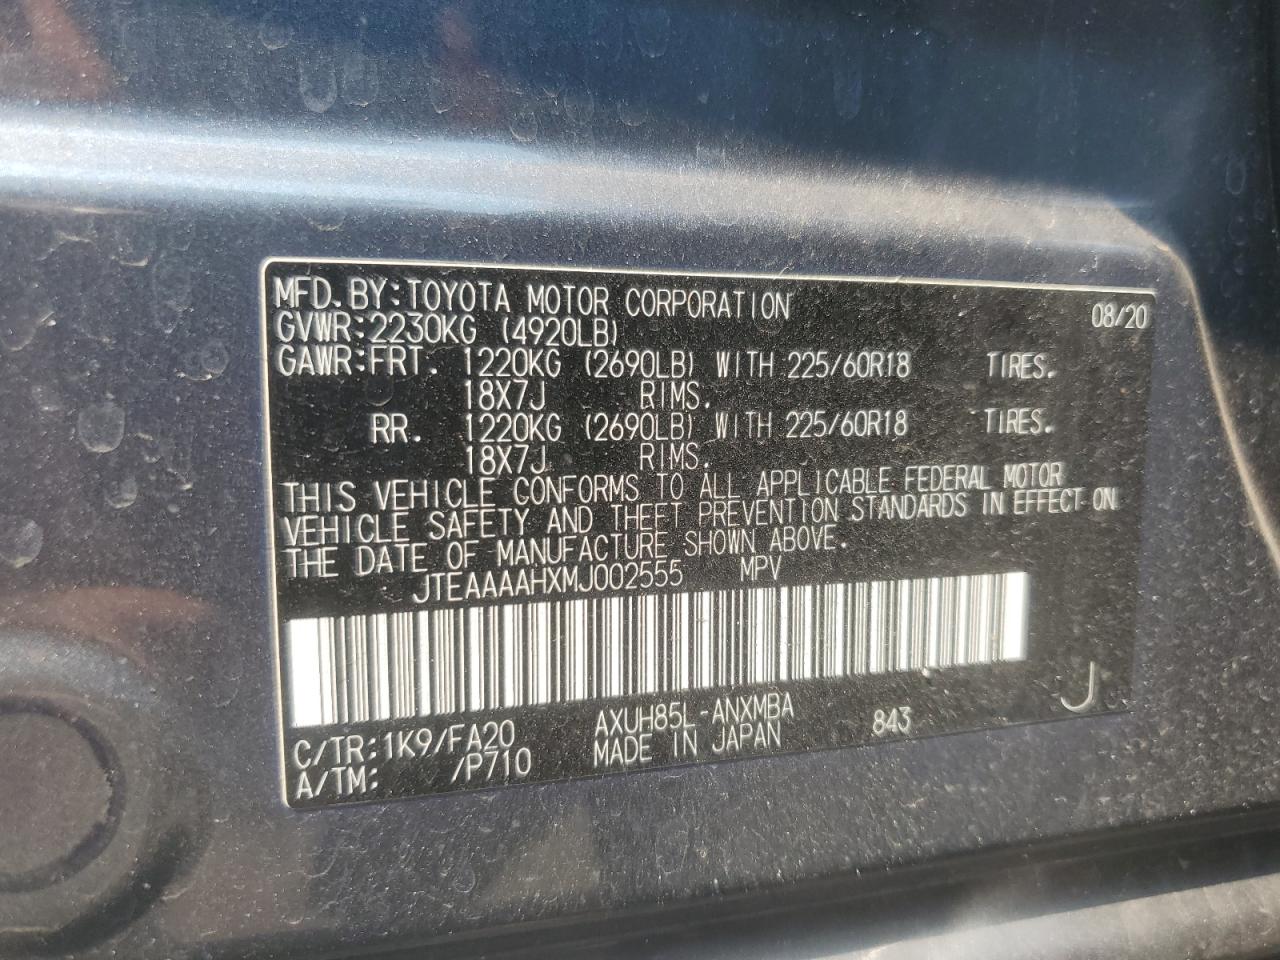 MFD.BY:TOYOTA MOTOR CORPORATION 08/20
GVWR:2230KG (4920LB)
GAWR:FRT. 1220KG (2690LB) WITH 225/60R18 TIRES.
18X7J RIMS.
RR. 1220KG (2690LB) WITH 225/60R18 TIRES.
18X7J RIMS.
THIS VEHICLE CONFORMS TO ALL APPLICABLE FEDERAL MOTOR
VEHICLE SAFETY AND THEFT PREVENTION STANDARDS IN EFFECT ON
THE DATE OF MANUFACTURE SHOWN ABOVE.
JTEAAAAHXMJ002555 MPV
C/TR:1K9/FA20 AXUH85L-ANXMBA 843 J
A/TM: /P710 MADE IN JAPAN